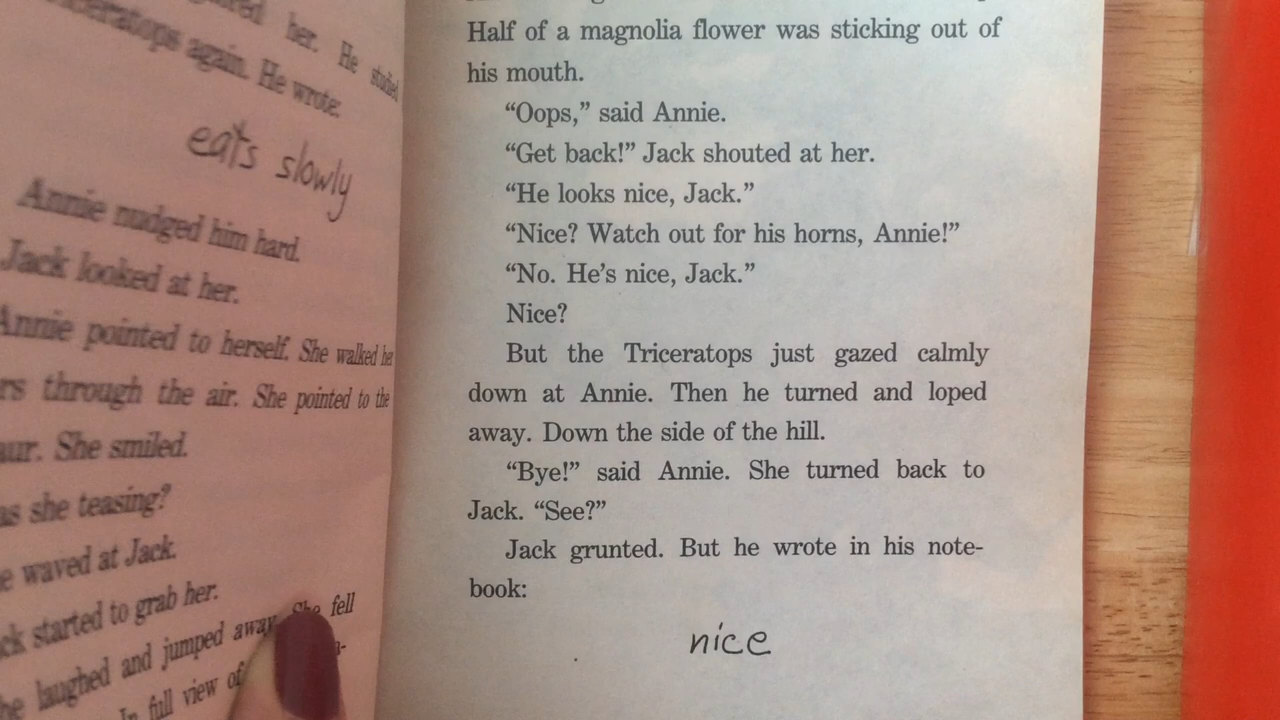 her. He studied
again. He wrote:
eats slowly
Annie nudged him hard.
Jack looked at her.
Annie pointed to herself. She walked her
through the air. She pointed to the
She smiled.
she teasing?
waved at Jack.
started to grab her.
laughed and jumped away. She fell
In full view of
Half of a magnolia flower was sticking out of
his mouth.
“Oops,” said Annie.
“Get back!” Jack shouted at her.
“He looks nice, Jack.”
“Nice? Watch out for his horns, Annie!”
“No. He’s nice, Jack.”
Nice?
But the Triceratops just gazed calmly
down at Annie. Then he turned and loped
away. Down the side of the hill.
“Bye!” said Annie. She turned back to
Jack. “See?”
Jack grunted. But he wrote in his note-
book:
nice